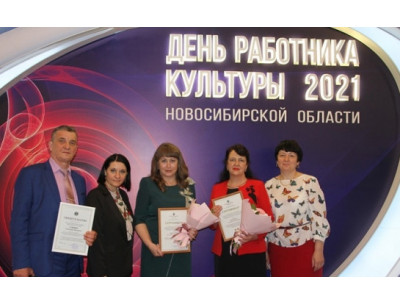 ДЕНЬ РАБОТНИКА
КУЛЬТУРЫ 2021
НОВОСИБИРСКОЙ ОБЛАСТИ